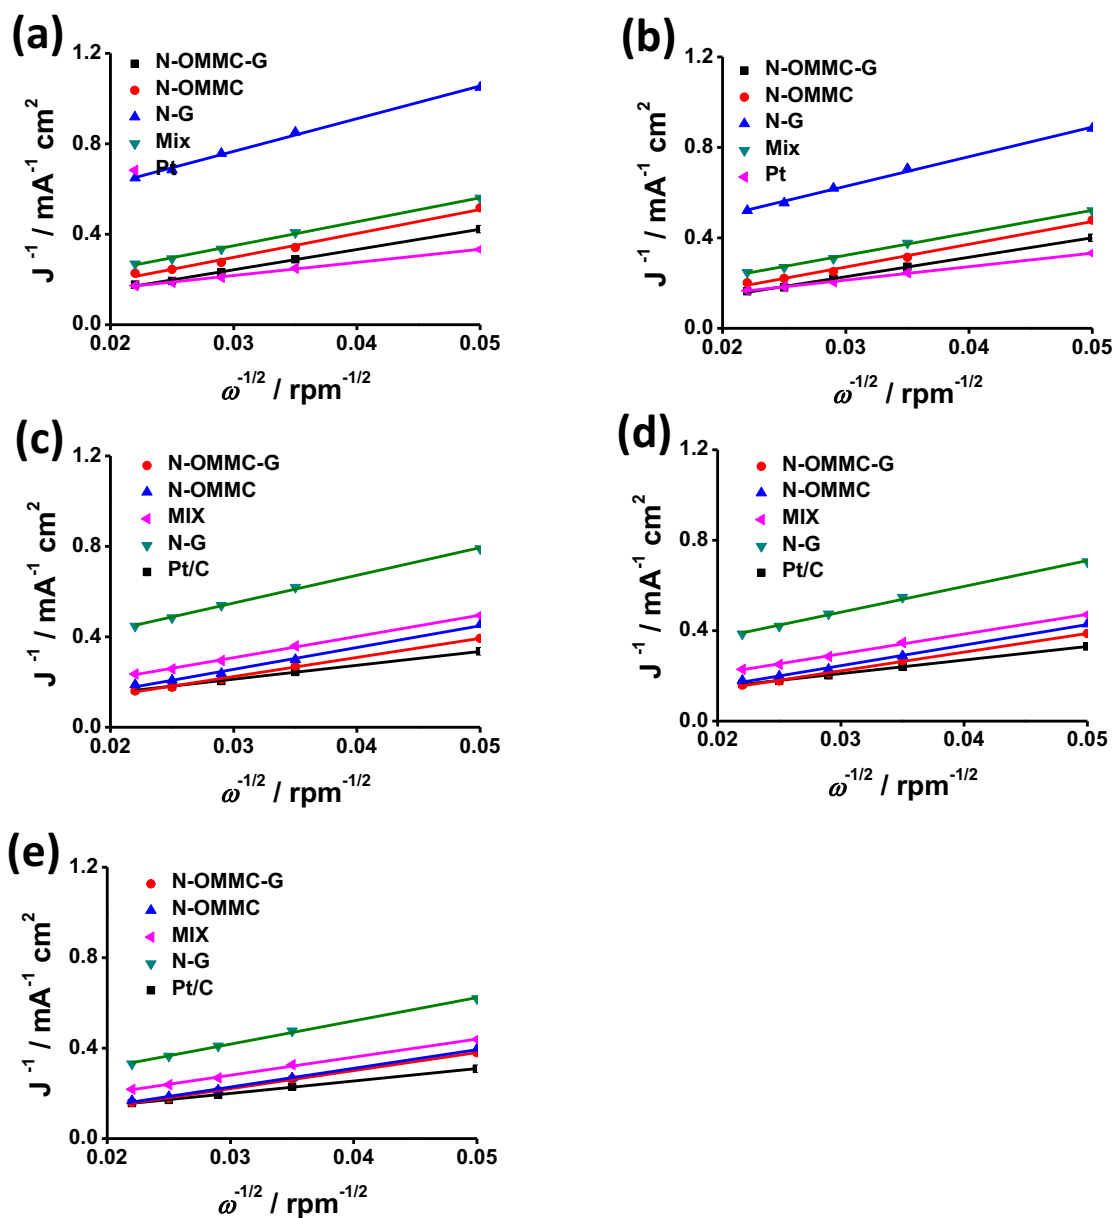 (a)
1.2
0.8
0.4
0.0
J⁻¹ / mA⁻¹ cm²
N-OMMC-G
N-OMMC
N-G
Mix
Pt
0.02 0.03 0.04 0.05
ω⁻¹/² / rpm⁻¹/²
(b)
1.2
0.8
0.4
0.0
J⁻¹ / mA⁻¹ cm²
N-OMMC-G
N-OMMC
N-G
Mix
Pt
0.02 0.03 0.04 0.05
ω⁻¹/² / rpm⁻¹/²
(c)
1.2
0.8
0.4
0.0
J⁻¹ / mA⁻¹ cm²
N-OMMC-G
N-OMMC
MIX
N-G
Pt/C
0.02 0.03 0.04 0.05
ω⁻¹/² / rpm⁻¹/²
(d)
1.2
0.8
0.4
0.0
J⁻¹ / mA⁻¹ cm²
N-OMMC-G
N-OMMC
MIX
N-G
Pt/C
0.02 0.03 0.04 0.05
ω⁻¹/² / rpm⁻¹/²
(e)
1.2
0.8
0.4
0.0
J⁻¹ / mA⁻¹ cm²
N-OMMC-G
N-OMMC
MIX
N-G
Pt/C
0.02 0.03 0.04 0.05
ω⁻¹/² / rpm⁻¹/²